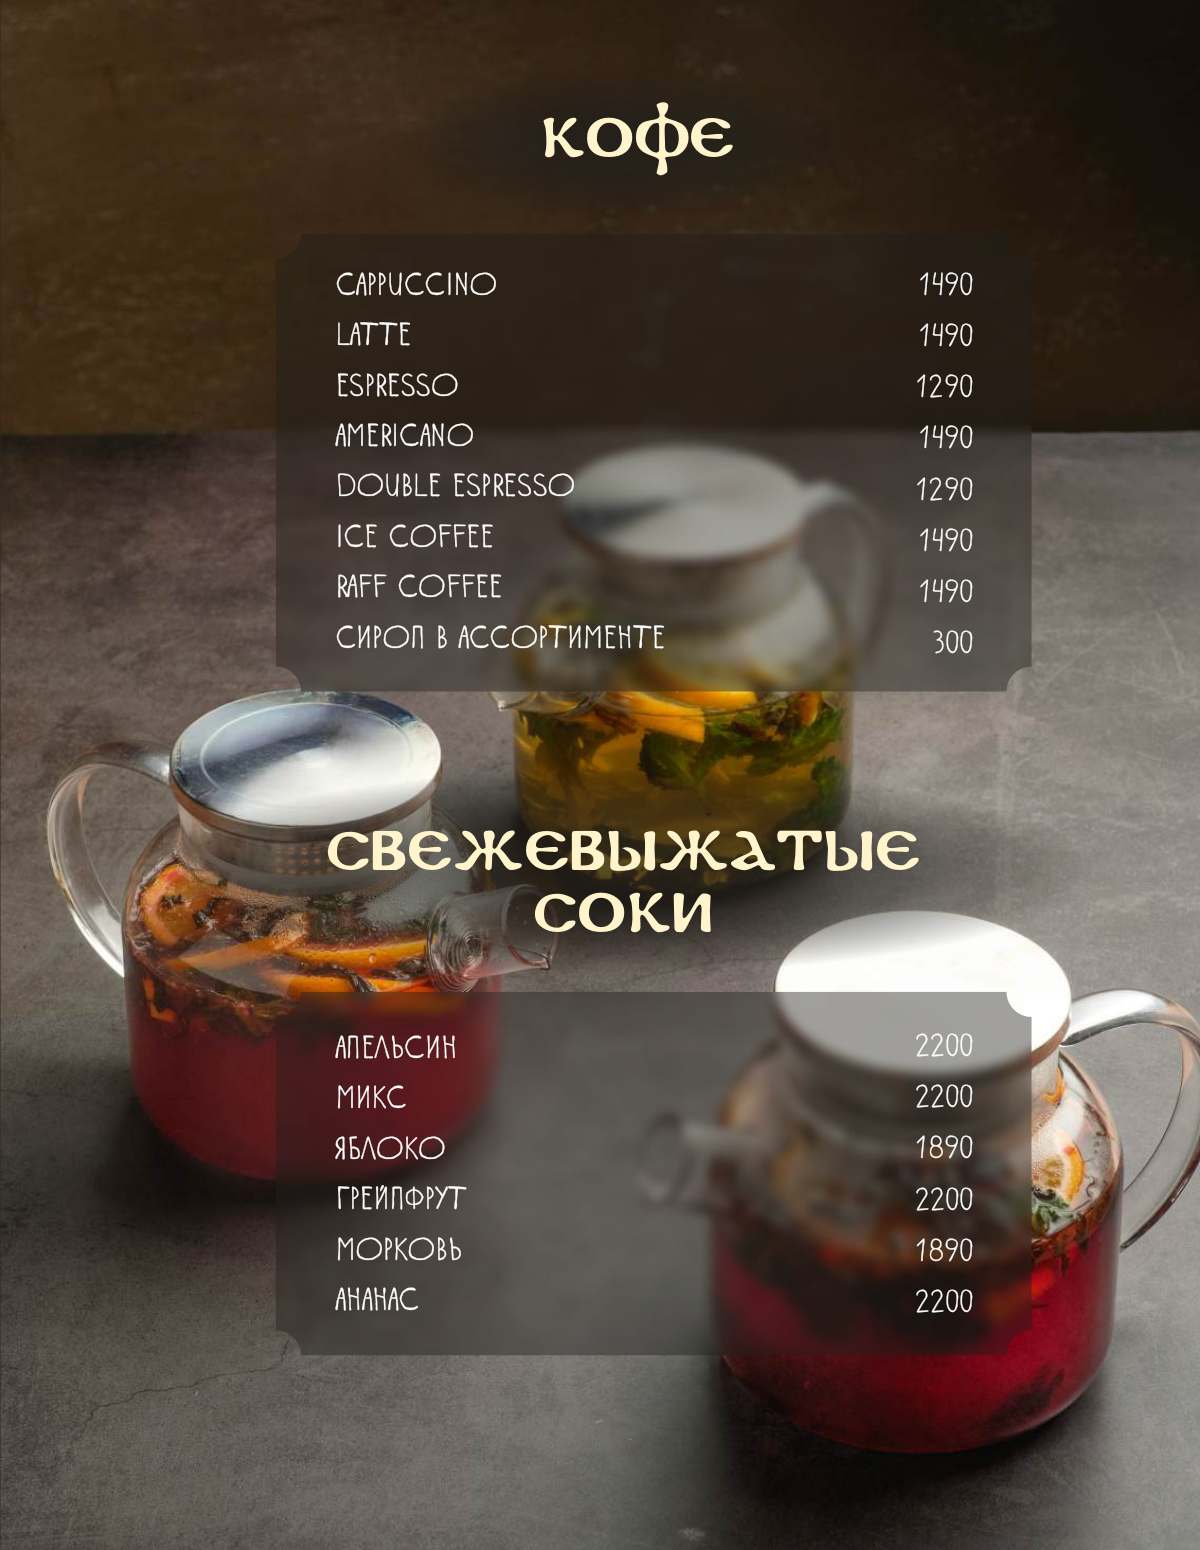 КОФЕ
CAPPUCCINO 1490
LATTE 1490
ESPRESSO 1290
AMERICANO 1490
DOUBLE ESPRESSO 1290
ICE COFFEE 1490
RAFF COFFEE 1490
СИРОП В АССОРТИМЕНТЕ 300
СВЕЖЕВЫЖАТЫЕ
СОКИ
АПЕЛЬСИН 2200
МИКС 2200
ЯБЛОКО 1890
ГРЕЙПФРУТ 2200
МОРКОВЬ 1890
АНАНАС 2200